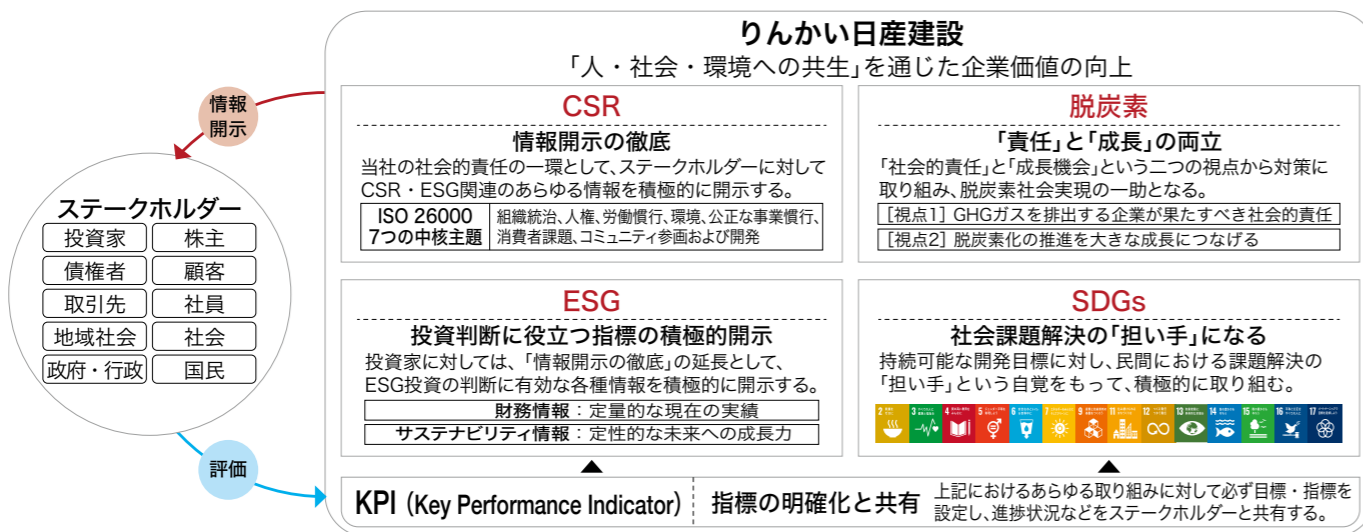 りんかい日産建設
「人・社会・環境への共生」を通じた企業価値の向上
情報
開示
ステークホルダー
投資家 株主
債権者 顧客
取引先 社員
地域社会 社会
政府・行政 国民
評価
CSR
情報開示の徹底
当社の社会的責任の一環として、ステークホルダーに対して
CSR・ESG関連のあらゆる情報を積極的に開示する。
ISO 26000
7つの中核主題
組織統治、人権、労働慣行、環境、公正な事業慣行、
消費者課題、コミュニティ参画および開発
脱炭素
「責任」と「成長」の両立
「社会的責任」と「成長機会」という二つの視点から対策に
取り組み、脱炭素社会実現の一助となる。
［視点1］GHGガスを排出する企業が果たすべき社会的責任
［視点2］脱炭素化の推進を大きな成長につなげる
ESG
投資判断に役立つ指標の積極的開示
投資家に対しては、「情報開示の徹底」の延長として、
ESG投資の判断に有効な各種情報を積極的に開示する。
財務情報：定量的な現在の実績
サステナビリティ情報：定性的な未来への成長力
SDGs
社会課題解決の「担い手」になる
持続可能な開発目標に対し、民間における課題解決の
「担い手」という自覚をもって、積極的に取り組む。
2 3 4 5 6 7 9 11 12 13 14 15 16 17
KPI（Key Performance Indicator）
指標の明確化と共有
上記におけるあらゆる取り組みに対して必ず目標・指標を
設定し、進捗状況などをステークホルダーと共有する。